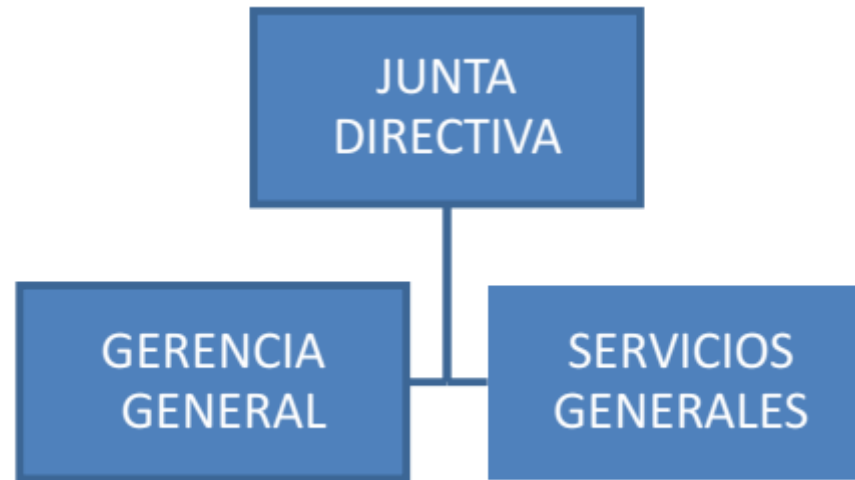 JUNTA
DIRECTIVA
GERENCIA
GENERAL
SERVICIOS
GENERALES